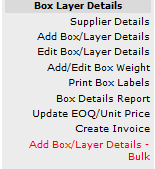 Box Layer Details
Supplier Details
Add Box/Layer Details
Edit Box/Layer Details
Add/Edit Box Weight
Print Box Labels
Box Details Report
Update EOQ/Unit Price
Create Invoice
Add Box/Layer Details -
Bulk